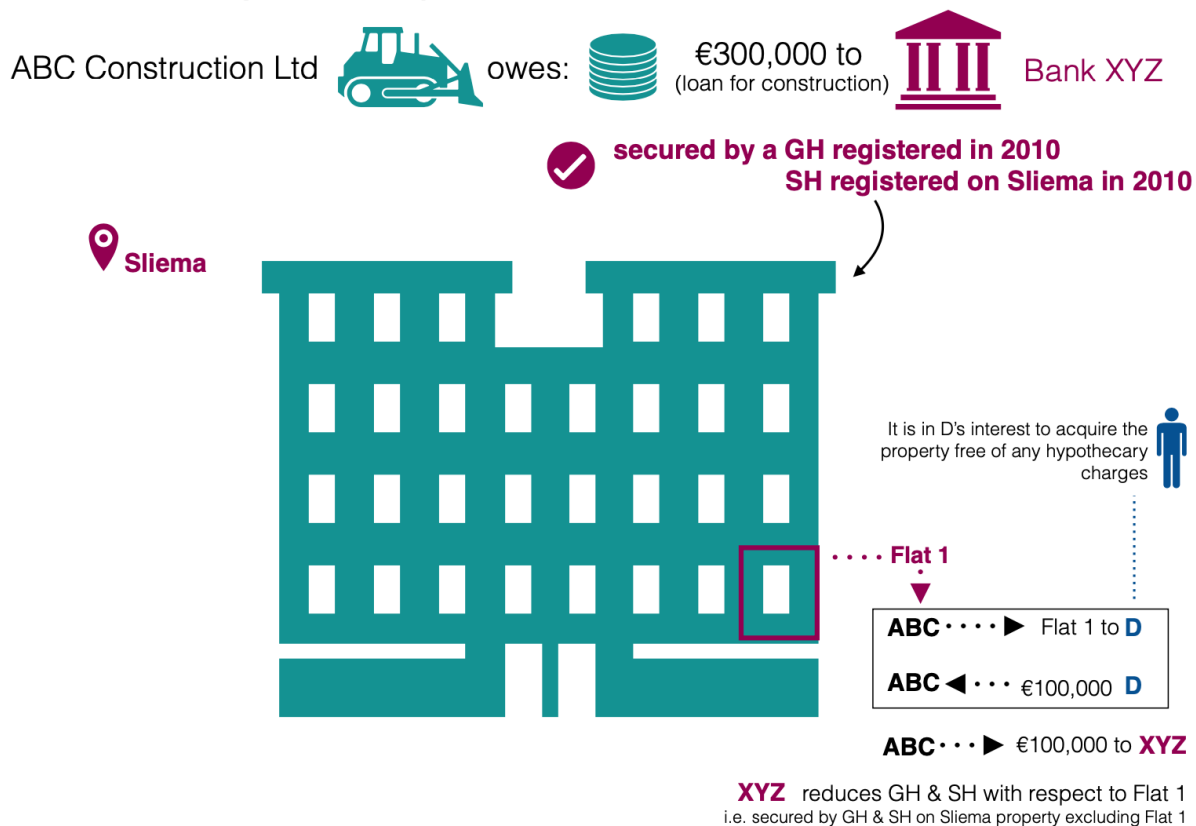 ABC Construction Ltd owes: €300,000 to Bank XYZ
(loan for construction)
secured by a GH registered in 2010
SH registered on Sliema in 2010
Sliema
It is in D's interest to acquire the
property free of any hypothecary
charges
Flat 1
ABC Flat 1 to D
ABC €100,000 D
ABC €100,000 to XYZ
XYZ reduces GH & SH with respect to Flat 1
i.e. secured by GH & SH on Sliema property excluding Flat 1